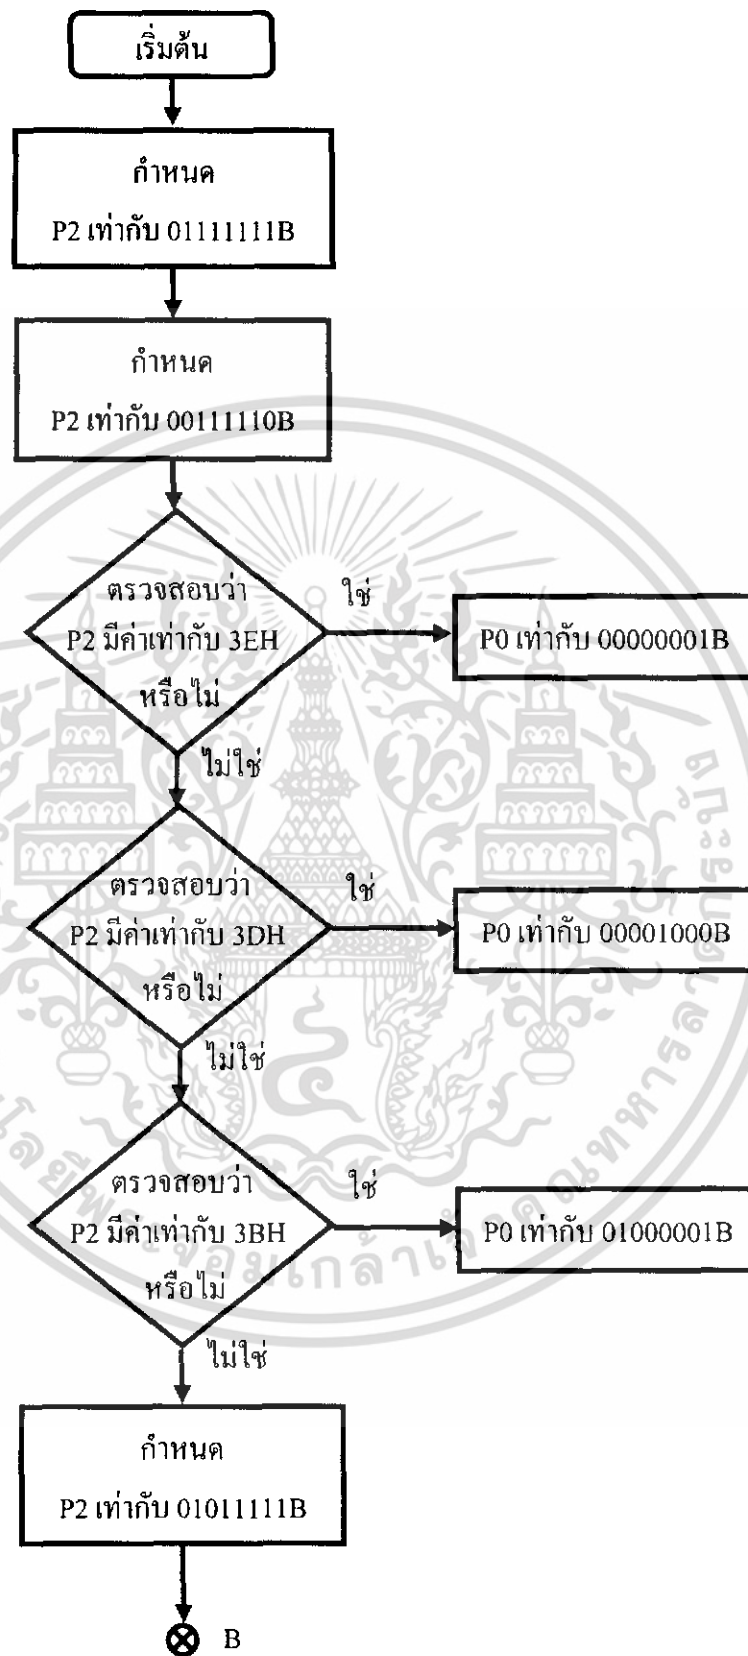 เริ่มต้น
กำหนด
P2 เท่ากับ 01111111B
กำหนด
P2 เท่ากับ 00111110B
ตรวจสอบว่า
P2 มีค่าเท่ากับ 3EH
หรือไม่
ใช่
P0 เท่ากับ 00000001B
ไม่ใช่
ตรวจสอบว่า
P2 มีค่าเท่ากับ 3DH
หรือไม่
ใช่
P0 เท่ากับ 00001000B
ไม่ใช่
ตรวจสอบว่า
P2 มีค่าเท่ากับ 3BH
หรือไม่
ใช่
P0 เท่ากับ 01000001B
ไม่ใช่
กำหนด
P2 เท่ากับ 01011111B
B